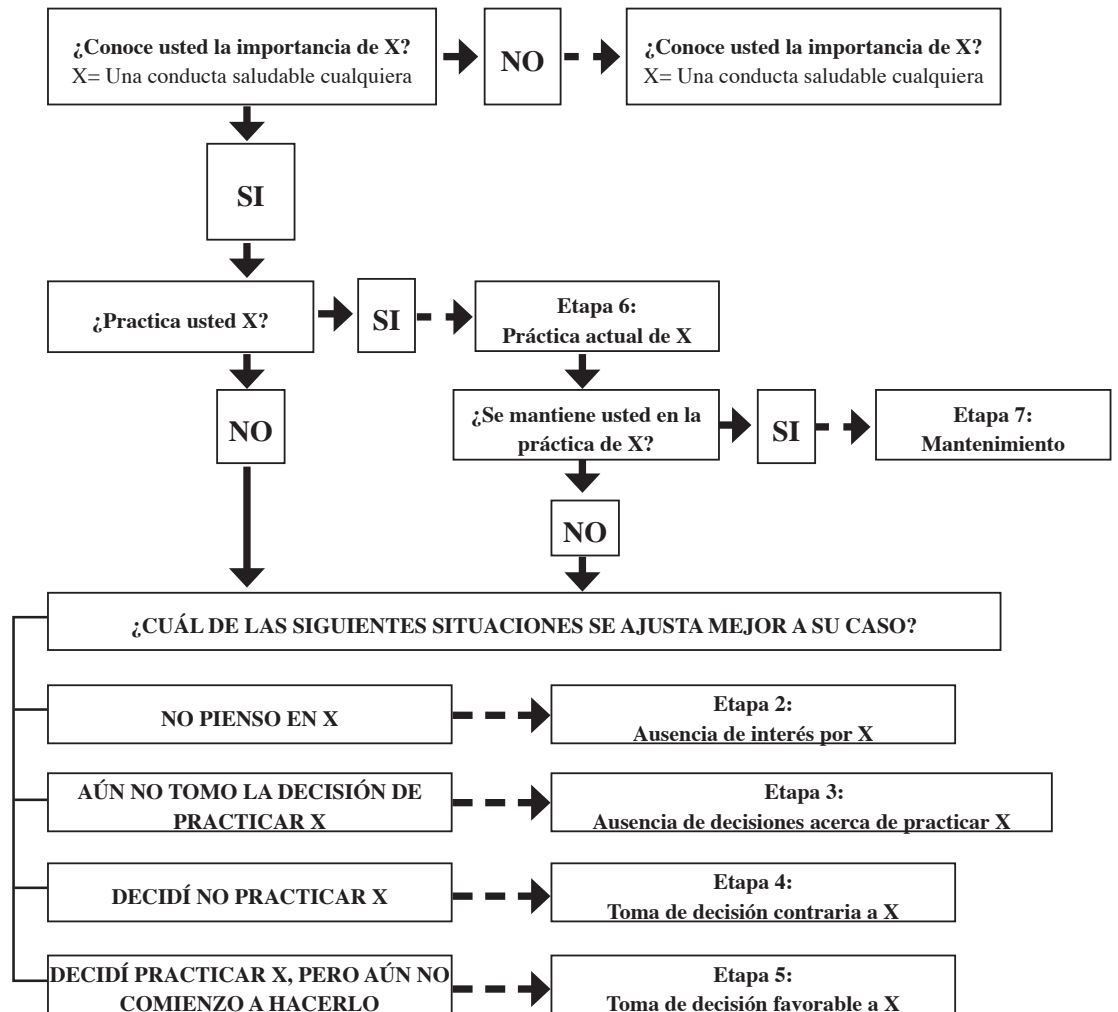 ¿Conoce usted la importancia de X?
X= Una conducta saludable cualquiera
NO
¿Conoce usted la importancia de X?
X= Una conducta saludable cualquiera
SI
¿Practica usted X?
SI
Etapa 6:
Práctica actual de X
NO
¿Se mantiene usted en la
práctica de X?
SI
Etapa 7:
Mantenimiento
NO
¿CUÁL DE LAS SIGUIENTES SITUACIONES SE AJUSTA MEJOR A SU CASO?
NO PIENSO EN X
Etapa 2:
Ausencia de interés por X
AÚN NO TOMO LA DECISIÓN DE
PRACTICAR X
Etapa 3:
Ausencia de decisiones acerca de practicar X
DECIDÍ NO PRACTICAR X
Etapa 4:
Toma de decisión contraria a X
DECIDÍ PRACTICAR X, PERO AÚN NO
COMIENZO A HACERLO
Etapa 5:
Toma de decisión favorable a X